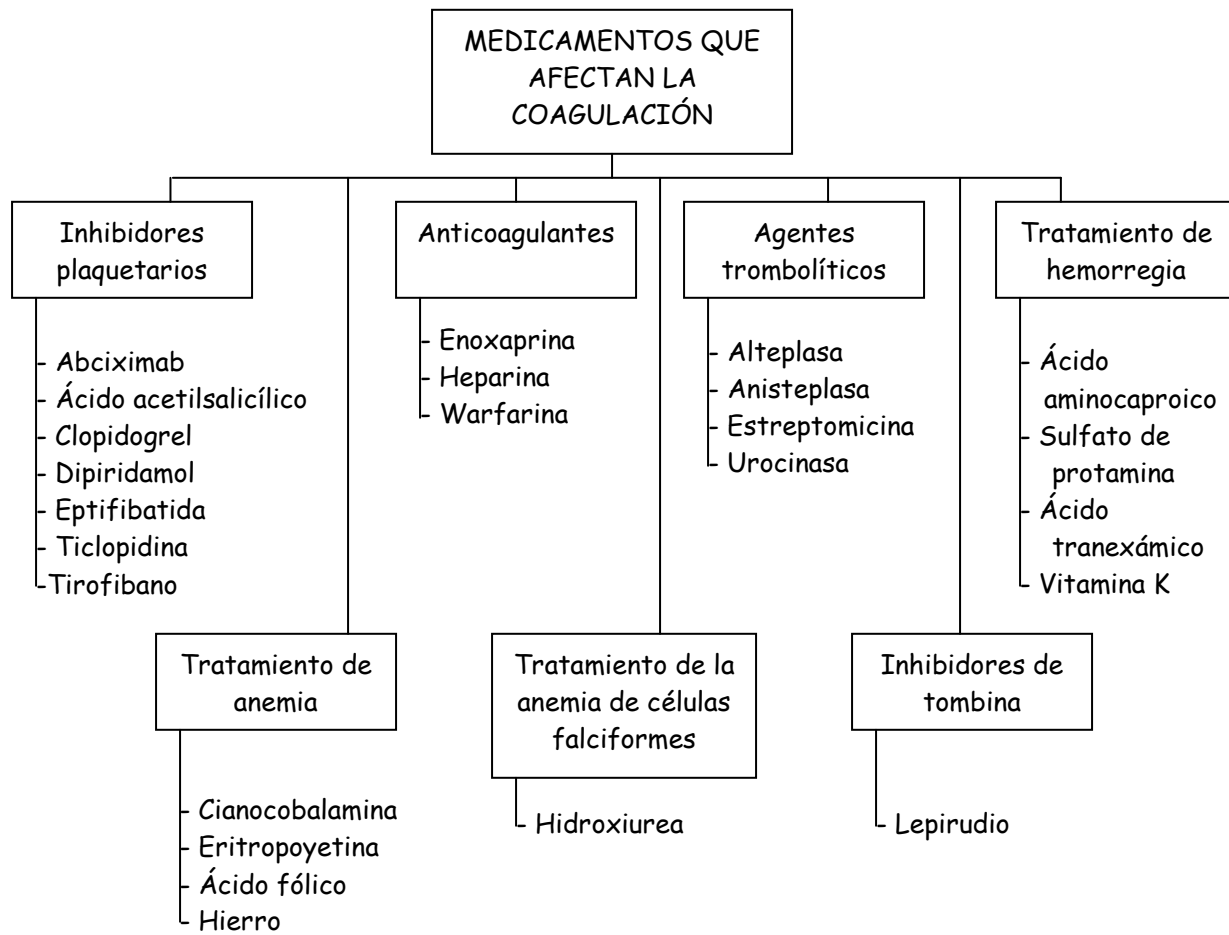 MEDICAMENTOS QUE
AFECTAN LA
COAGULACIÓN
Inhibidores
plaquetarios
- Abciximab
- Ácido acetilsalicílico
- Clopidogrel
- Dipiridamol
- Eptifibatida
- Ticlopidina
-Tirofibano
Anticoagulantes
- Enoxaprina
- Heparina
- Warfarina
Agentes
trombolíticos
- Alteplasa
- Anisteplasa
- Estreptomicina
- Urocinasa
Tratamiento de
hemorregia
- Ácido
aminocaproico
- Sulfato de
protamina
- Ácido
tranexámico
- Vitamina K
Tratamiento de
anemia
- Cianocobalamina
- Eritropoyetina
- Ácido fólico
- Hierro
Tratamiento de la
anemia de células
falciformes
- Hidroxiurea
Inhibidores de
tombina
- Lepirudio